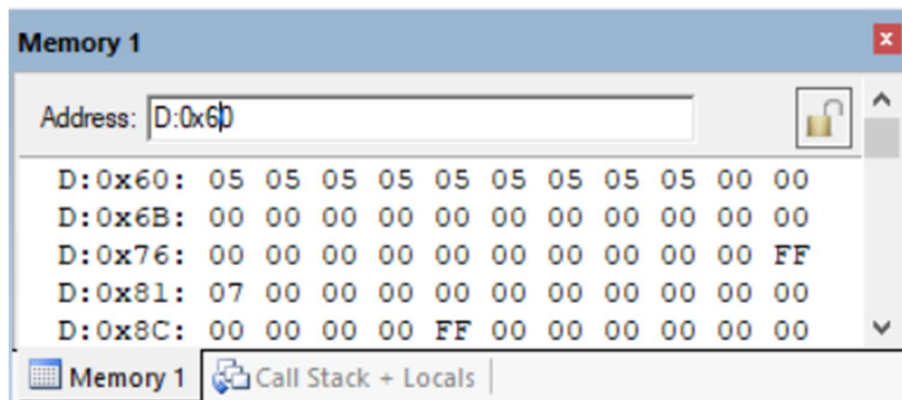 Memory 1
Address: D:0x60
D:0x60: 05 05 05 05 05 05 05 05 05 00 00
D:0x6B: 00 00 00 00 00 00 00 00 00 00 00
D:0x76: 00 00 00 00 00 00 00 00 00 00 FF
D:0x81: 07 00 00 00 00 00 00 00 00 00 00
D:0x8C: 00 00 00 00 FF 00 00 00 00 00 00
Memory 1 Call Stack + Locals